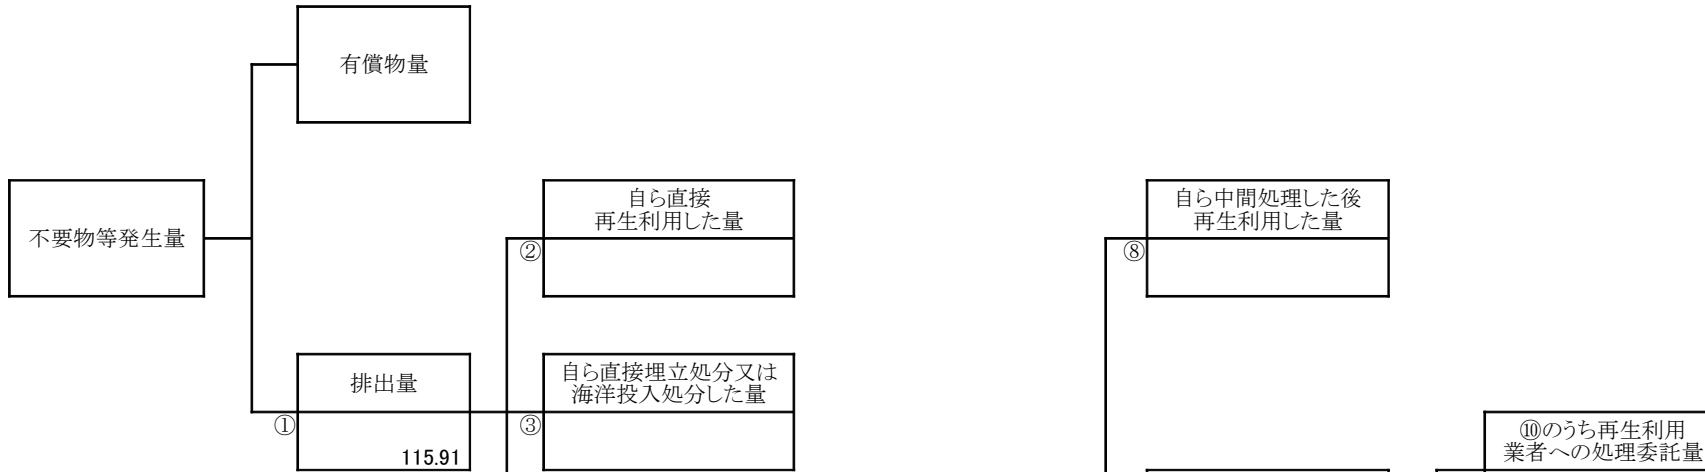 有償物量
不要物等発生量
自ら直接
再生利用した量
②
自ら中間処理した後
再生利用した量
⑧
排出量
①
115.91
自ら直接埋立処分又は
海洋投入処分した量
③
⑩のうち再生利用
業者への処理委託量